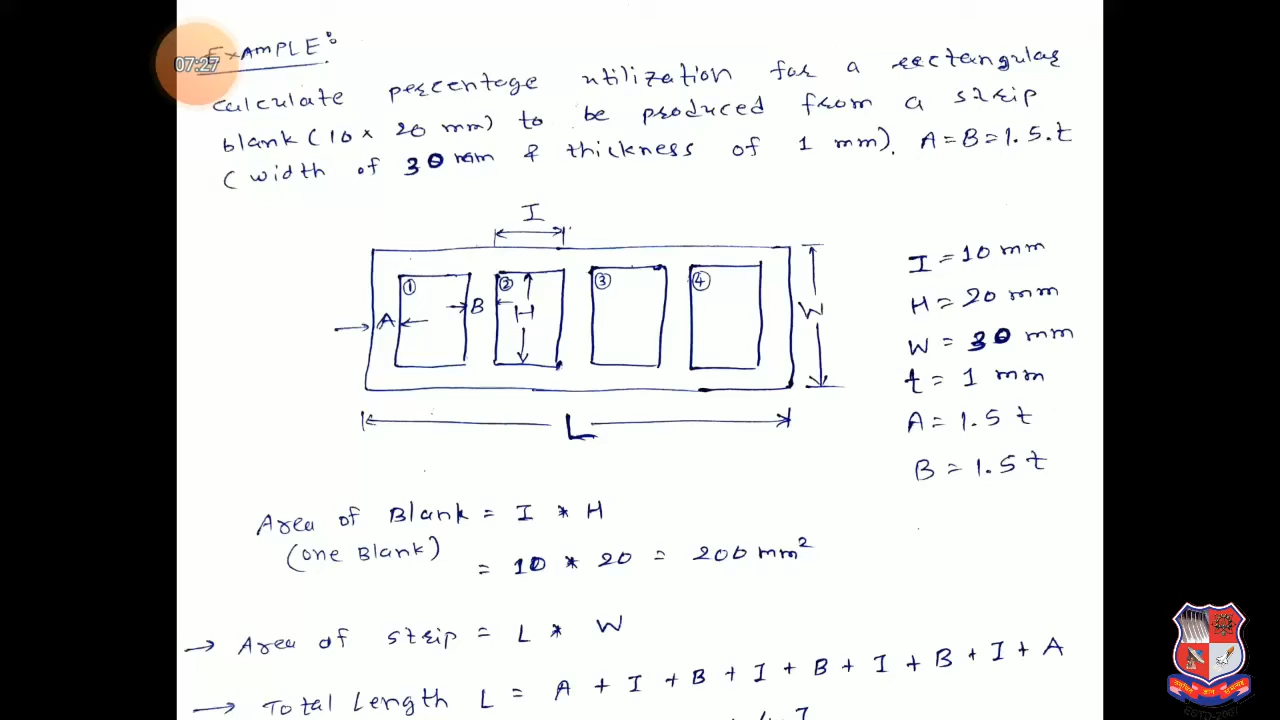 EXAMPLE:
07:27
calculate percentage utilization for a rectangular
blank (10 × 20 mm) to be produced from a strip
(width of 30 mm & thickness of 1 mm). A=B=1.5.t
I
① ② ③ ④
A B H W
L
I = 10 mm
H = 20 mm
W = 30 mm
t = 1 mm
A = 1.5 t
B = 1.5 t
Area of Blank = I * H
(one Blank)
= 10 * 20 = 200 mm²
→ Area of strip = L * W
→ Total Length L = A + I + B + I + B + I + B + I + A